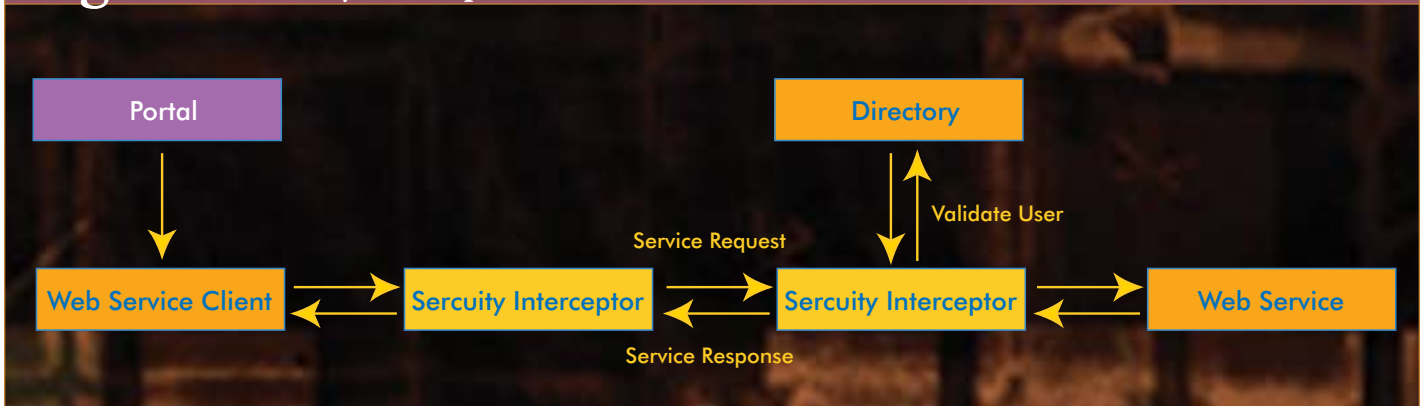 Portal
Directory
Validate User
Service Request
Web Service Client
Sercuity Interceptor
Sercuity Interceptor
Web Service
Service Response